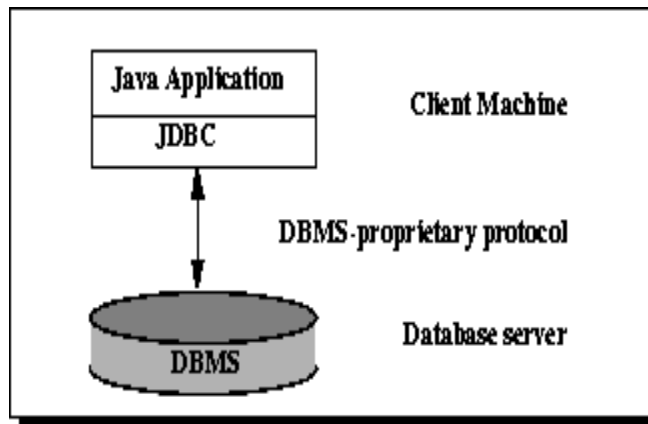 Java Application
Client Machine
JDBC
DBMS-proprietary protocol
Database server
DBMS